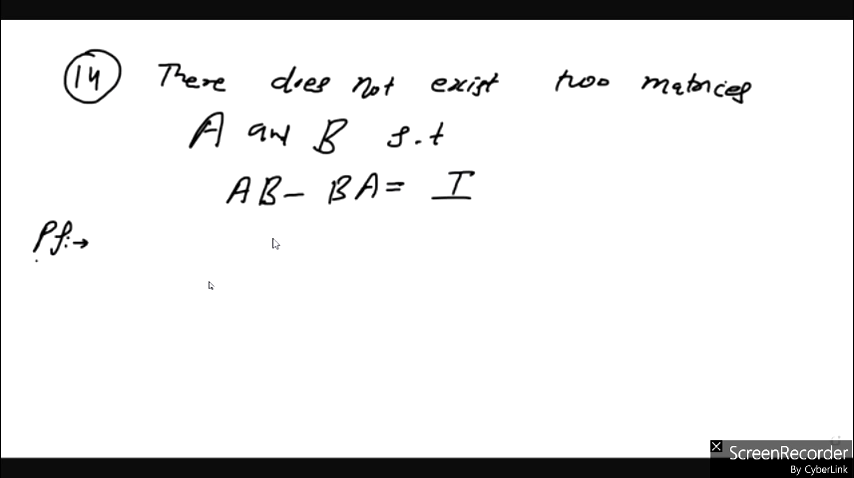 14 There does not exist two matrices
A and B s.t
AB - BA = I
Pf:→
ScreenRecorder
By CyberLink